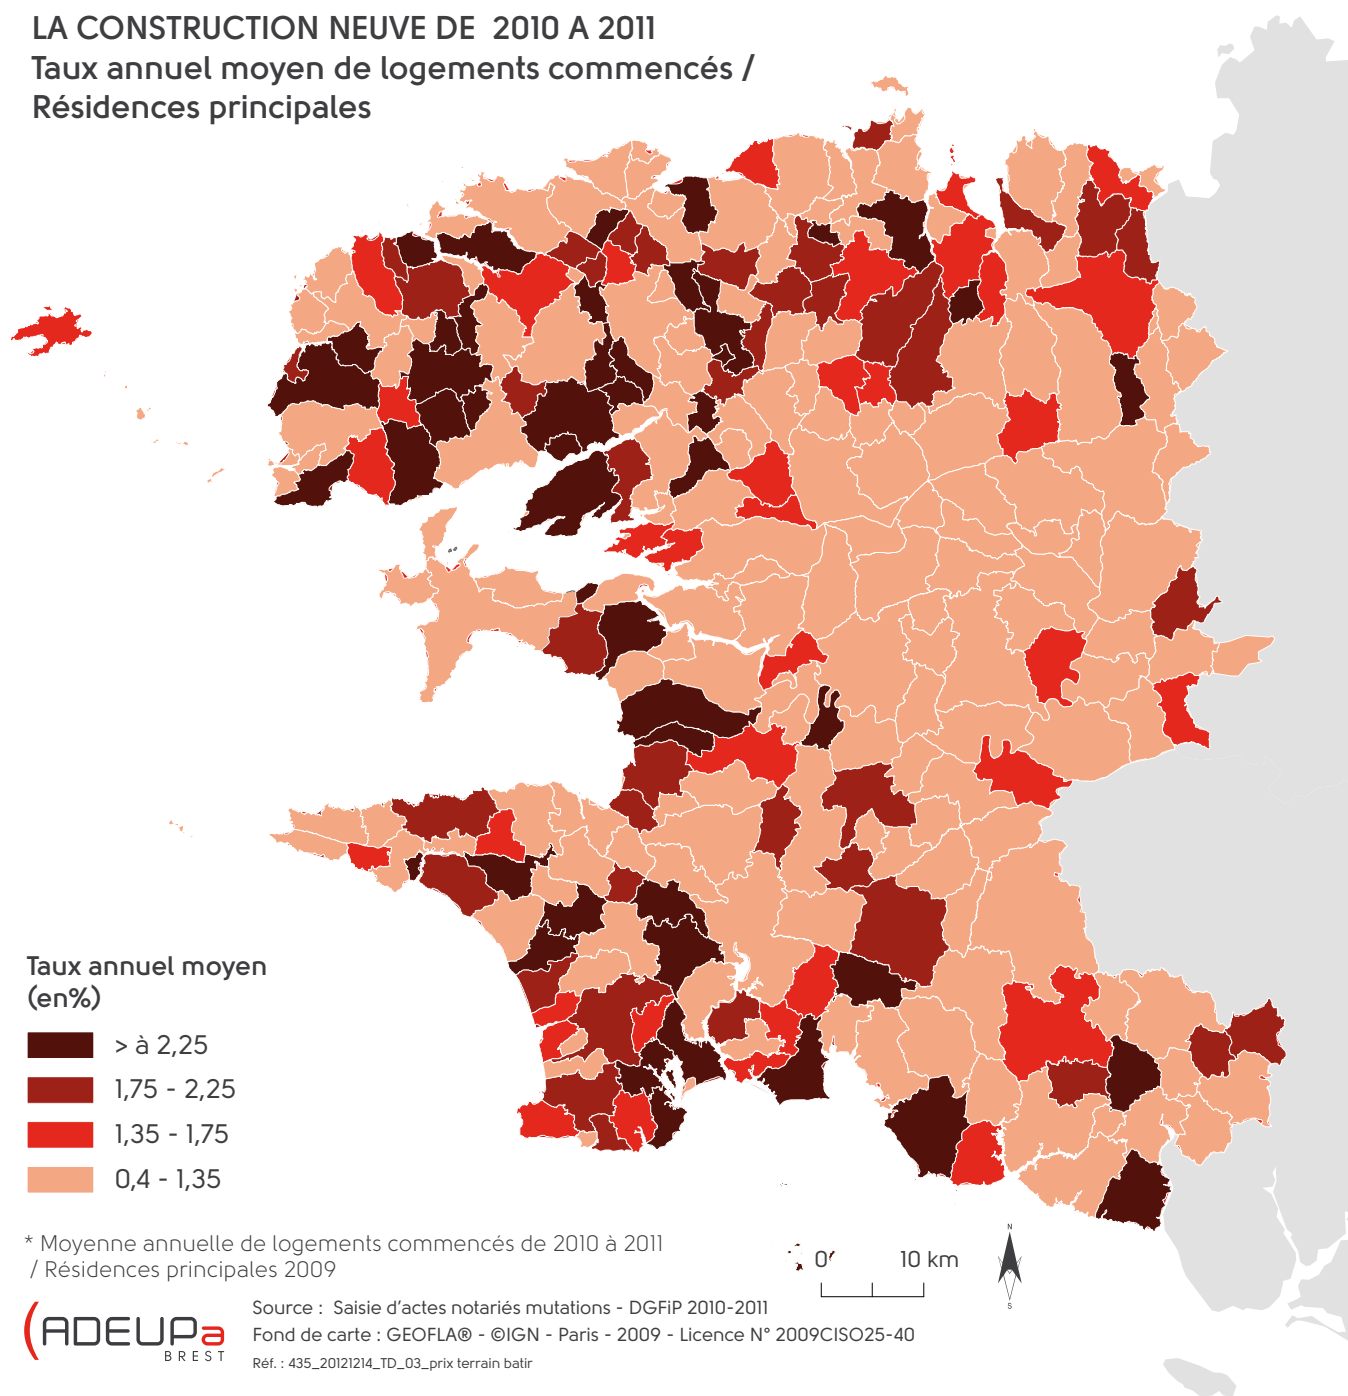 LA CONSTRUCTION NEUVE DE  2010 A 2011
Taux annuel moyen de logements commencés /
Résidences principales
Taux annuel moyen
(en%)
> à 2,25
1,75 - 2,25
1,35 - 1,75
0,4 - 1,35
* Moyenne annuelle de logements commencés de 2010 à 2011
/ Résidences principales 2009
0 10 km
N
S
ADEUPa
BREST
Source :  Saisie d'actes notariés mutations - DGFiP 2010-2011
Fond de carte : GEOFLA® - ©IGN - Paris - 2009 - Licence N° 2009CISO25-40
Réf. : 435_20121214_TD_03_prix terrain batir